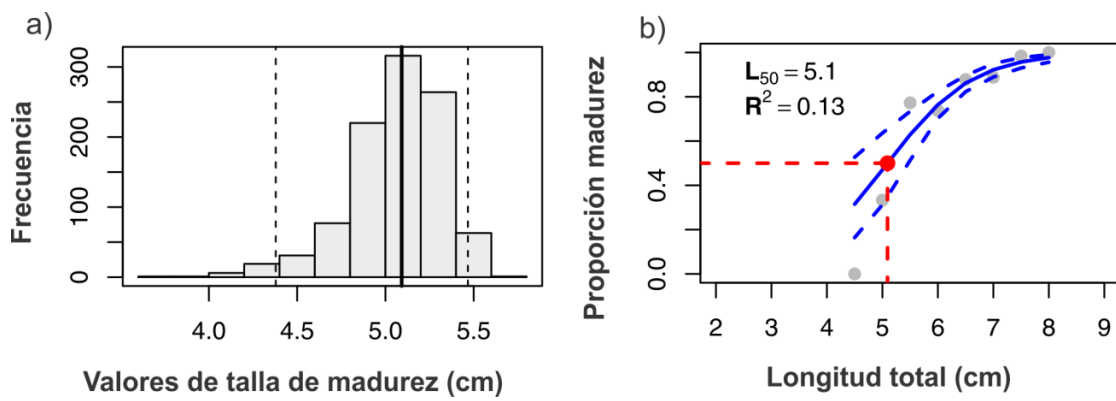 a)
Frecuencia
300
100
0
4.0 4.5 5.0 5.5
Valores de talla de madurez (cm)
b)
Proporción madurez
0.8
0.4
0.0
L50 = 5.1
R2 = 0.13
2 3 4 5 6 7 8 9
Longitud total (cm)